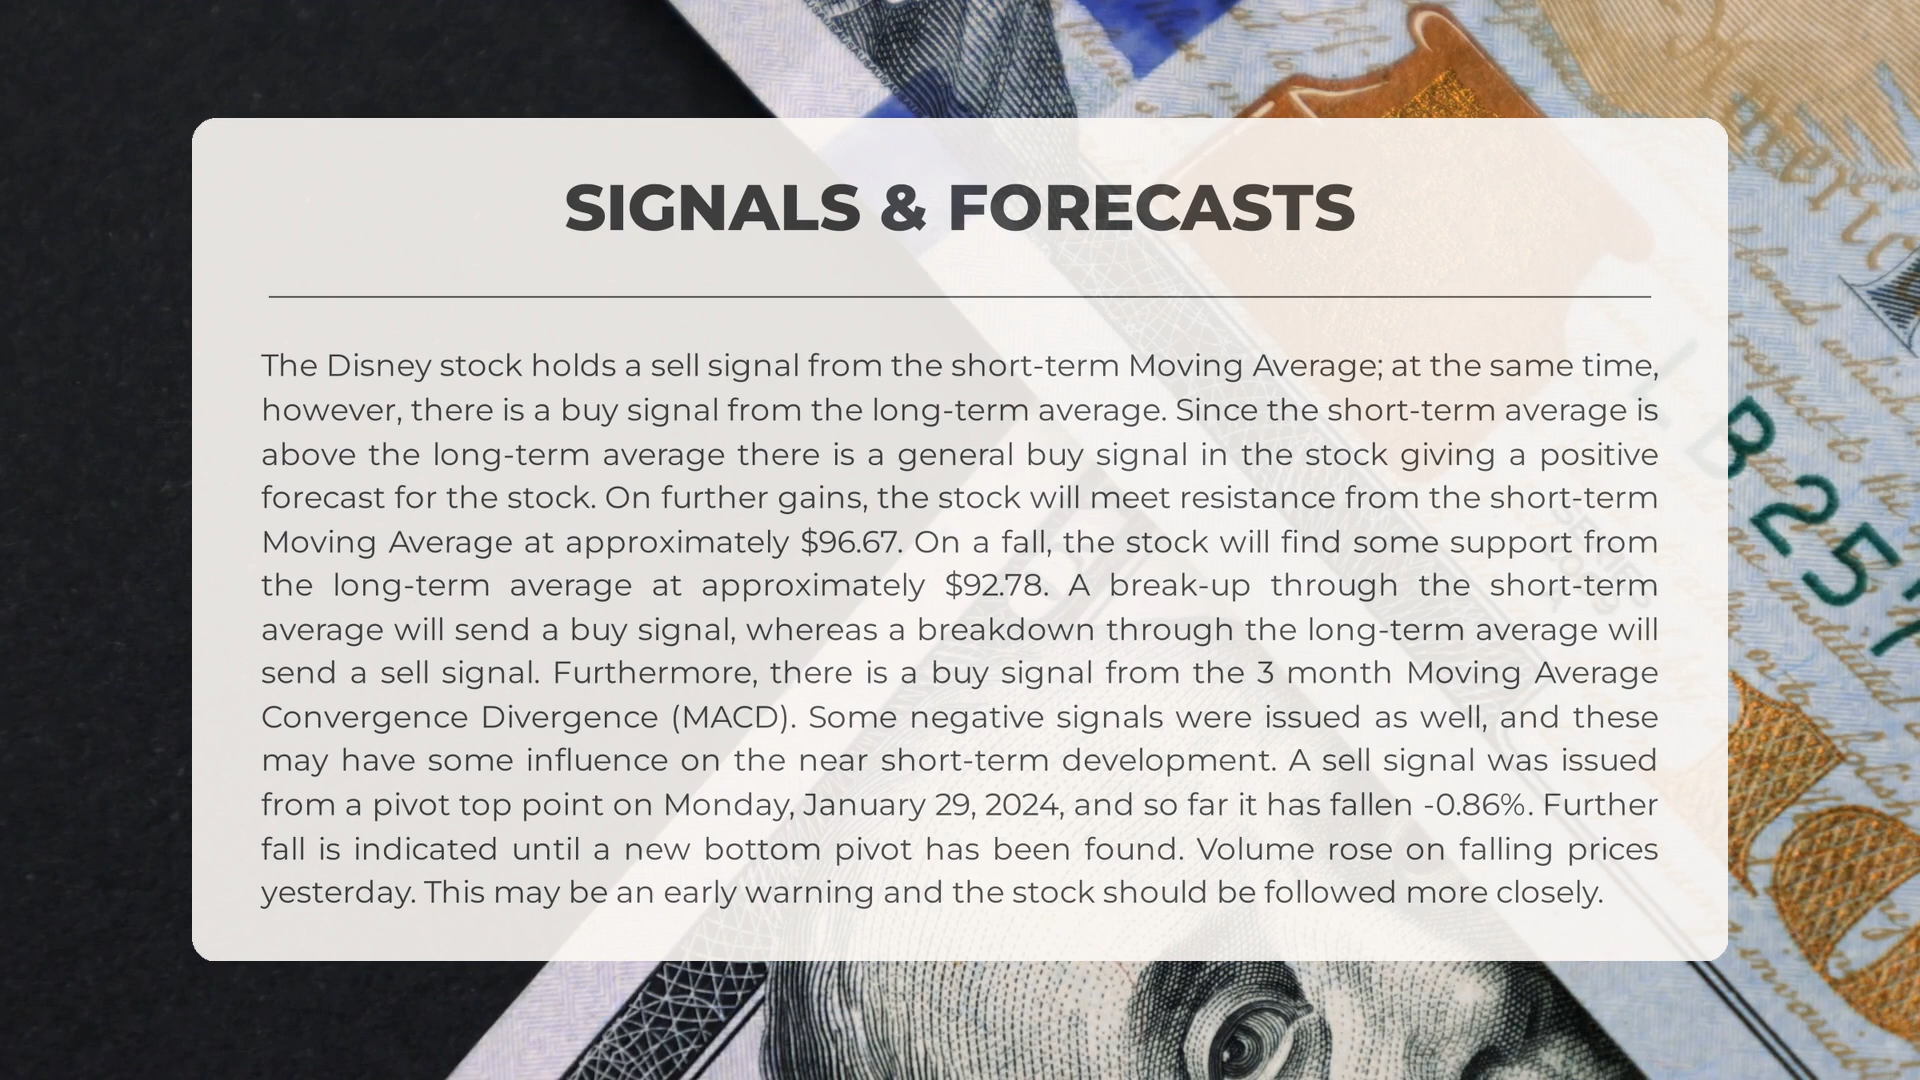 SIGNALS & FORECASTS
The Disney stock holds a sell signal from the short-term Moving Average; at the same time,
however, there is a buy signal from the long-term average. Since the short-term average is
above the long-term average there is a general buy signal in the stock giving a positive
forecast for the stock. On further gains, the stock will meet resistance from the short-term
Moving Average at approximately $96.67. On a fall, the stock will find some support from
the long-term average at approximately $92.78. A break-up through the short-term
average will send a buy signal, whereas a breakdown through the long-term average will
send a sell signal. Furthermore, there is a buy signal from the 3 month Moving Average
Convergence Divergence (MACD). Some negative signals were issued as well, and these
may have some influence on the near short-term development. A sell signal was issued
from a pivot top point on Monday, January 29, 2024, and so far it has fallen -0.86%. Further
fall is indicated until a new bottom pivot has been found. Volume rose on falling prices
yesterday. This may be an early warning and the stock should be followed more closely.